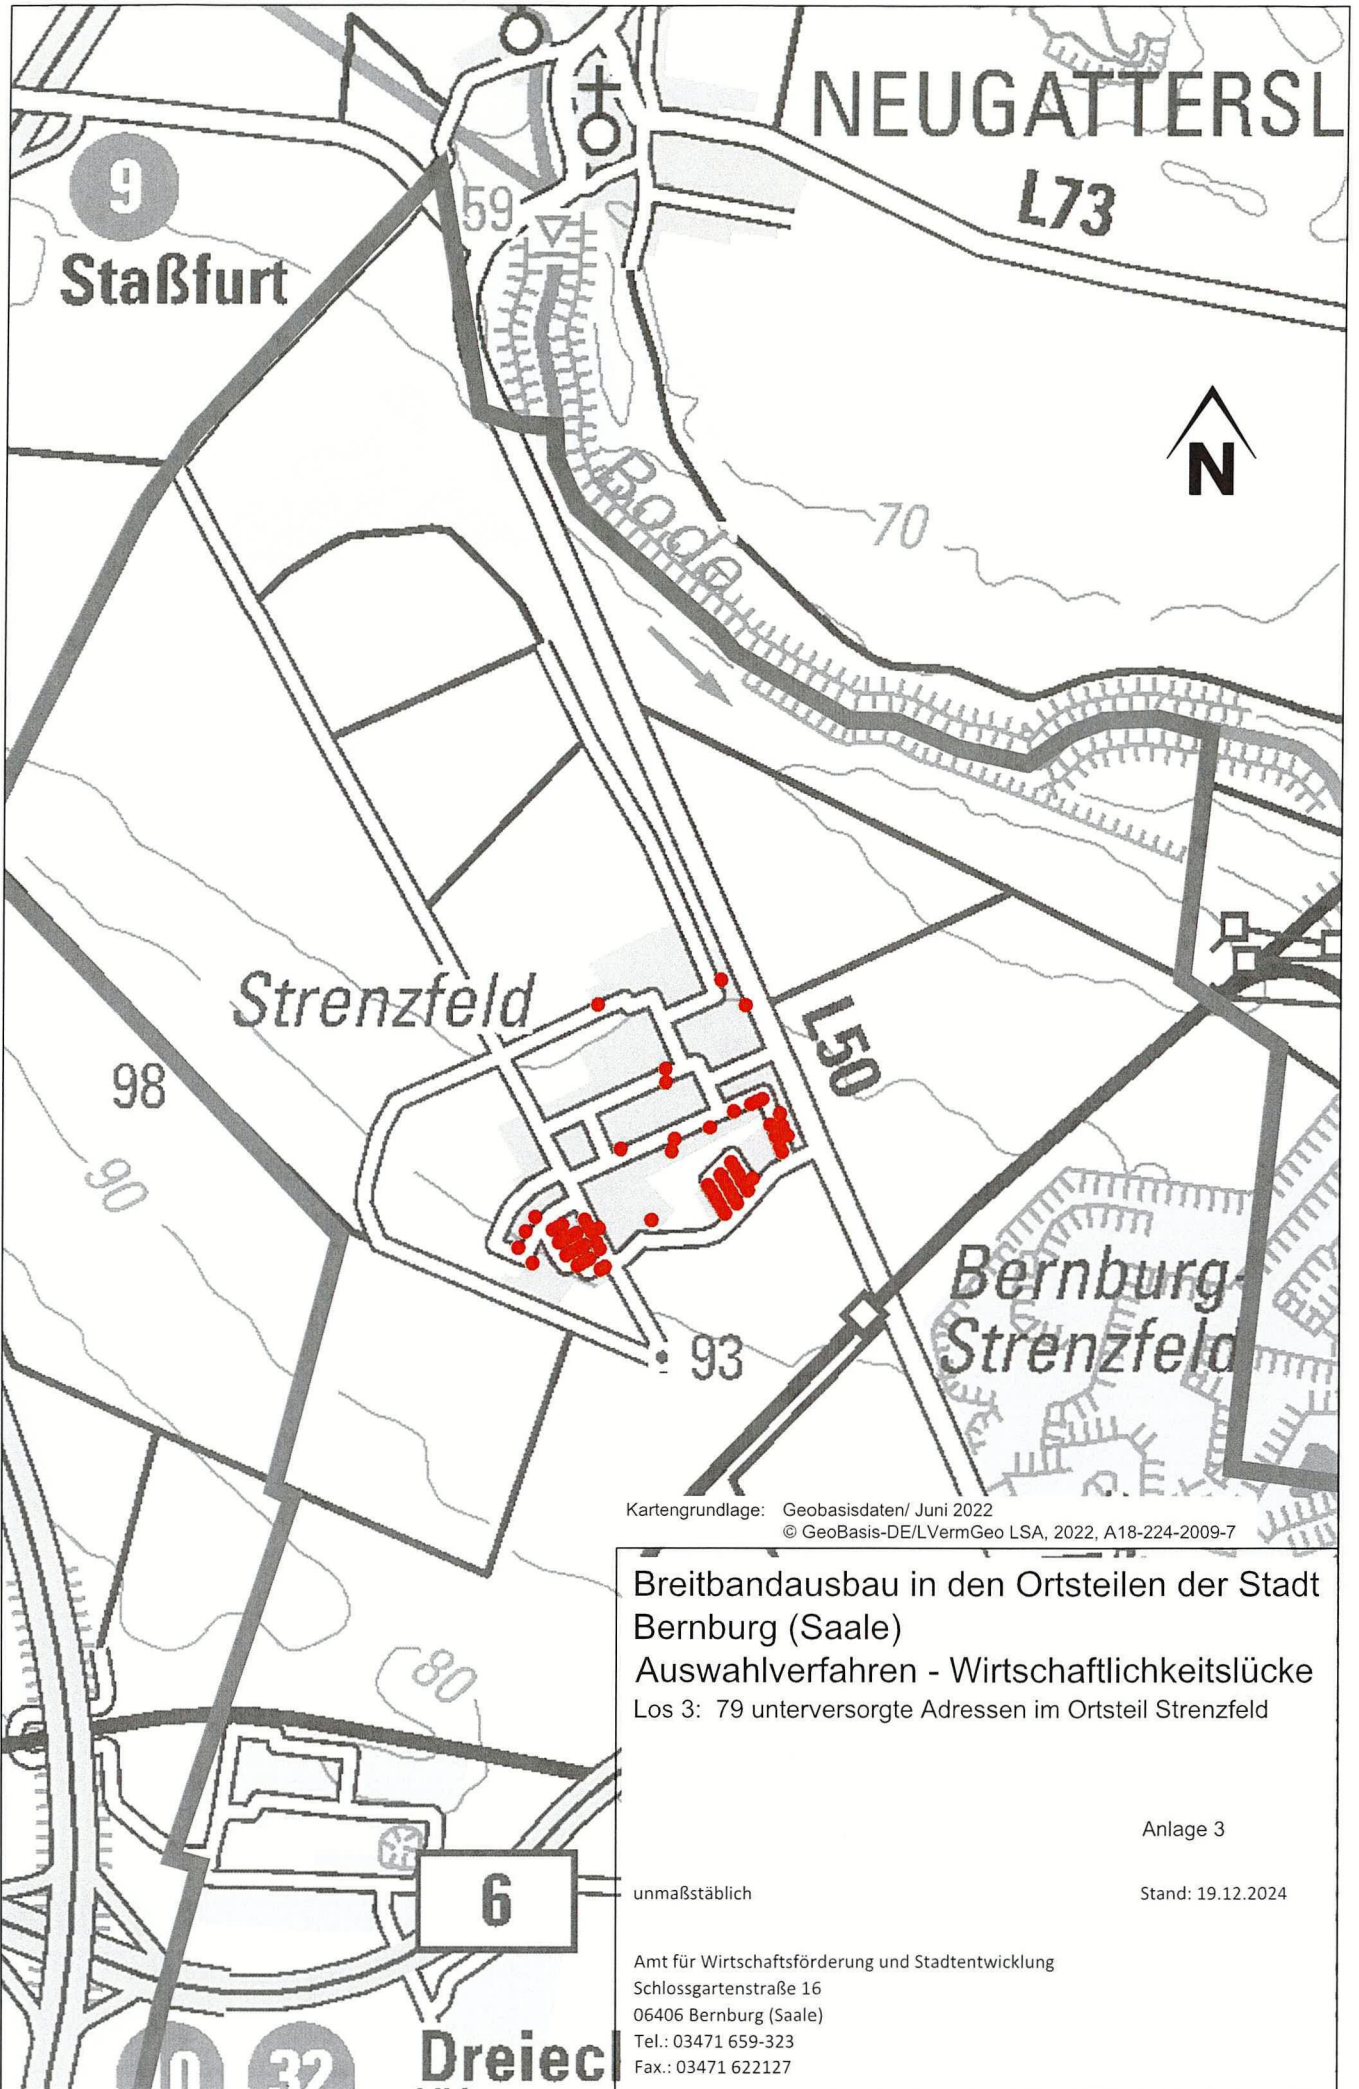 NEUGATTERSL
L73
9
Staßfurt
59
N
Bode
70
Strenzfeld
L50
98
90
Bernburg-
Strenzfeld
93
Kartengrundlage: Geobasisdaten/ Juni 2022
© GeoBasis-DE/LVermGeo LSA, 2022, A18-224-2009-7
Breitbandausbau in den Ortsteilen der Stadt
Bernburg (Saale)
Auswahlverfahren - Wirtschaftlichkeitslücke
Los 3: 79 unterversorgte Adressen im Ortsteil Strenzfeld
80
Anlage 3
6
unmaßstäblich
Stand: 19.12.2024
Amt für Wirtschaftsförderung und Stadtentwicklung
Schlossgartenstraße 16
06406 Bernburg (Saale)
Tel.: 03471 659-323
Fax.: 03471 622127
32
Dreiec